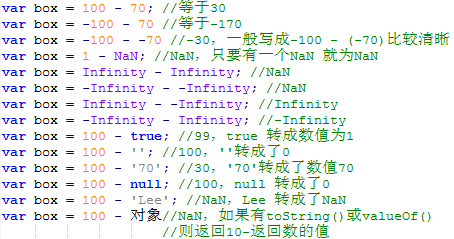 var box = 100 - 70; //等于30
var box = -100 - 70 //等于-170
var box = -100 - -70 //-30，一般写成-100 - (-70)比较清晰
var box = 1 - NaN; //NaN，只要有一个NaN 就为NaN
var box = Infinity - Infinity; //NaN
var box = -Infinity - -Infinity; //NaN
var box = Infinity - -Infinity; //Infinity
var box = -Infinity - Infinity; //-Infinity
var box = 100 - true; //99，true 转成数值为1
var box = 100 - ''; //100，''转成了0
var box = 100 - '70'; //30，'70'转成了数值70
var box = 100 - null; //100，null 转成了0
var box = 100 - 'Lee'; //NaN，Lee 转成了NaN
var box = 100 - 对象//NaN，如果有toString()或valueOf()
//则返回10-返回数的值